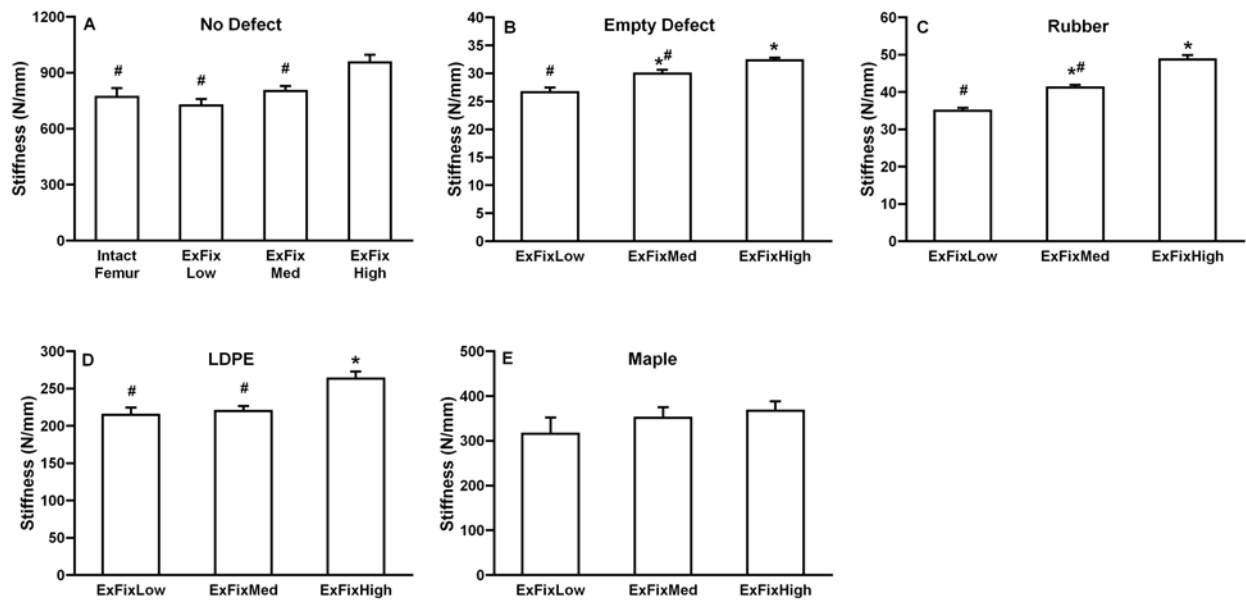 A
No Defect
Stiffness (N/mm)
1200
900
600
300
0
#
#
#
Intact
Femur
ExFix
Low
ExFix
Med
ExFix
High
B
Empty Defect
Stiffness (N/mm)
40
35
30
25
20
15
10
5
0
#
*#
*
ExFixLow
ExFixMed
ExFixHigh
C
Rubber
Stiffness (N/mm)
60
50
40
30
20
10
0
#
*#
*
ExFixLow
ExFixMed
ExFixHigh
D
LDPE
Stiffness (N/mm)
300
250
200
150
100
50
0
#
#
*
ExFixLow
ExFixMed
ExFixHigh
E
Maple
Stiffness (N/mm)
500
400
300
200
100
0
ExFixLow
ExFixMed
ExFixHigh